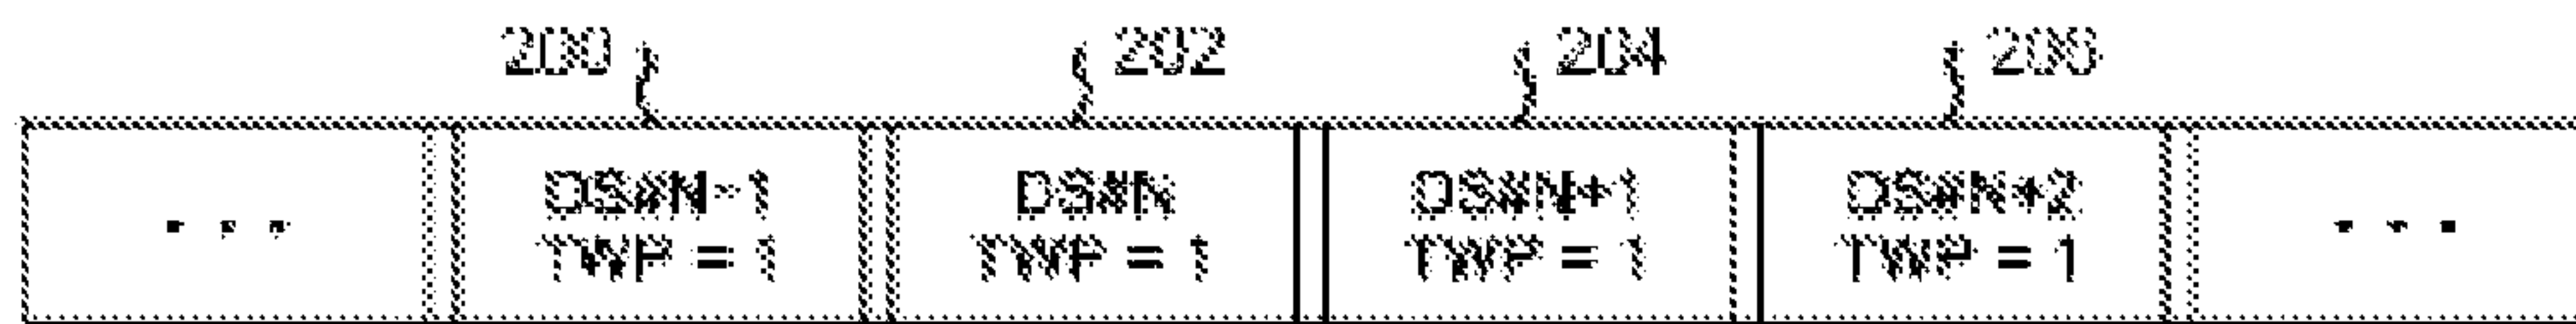 200 202 204 206
... DS#N-1 DS#N DS#N+1 DS#N+2 ...
TWP = 1 TWP = 1 TWP = 1 TWP = 1